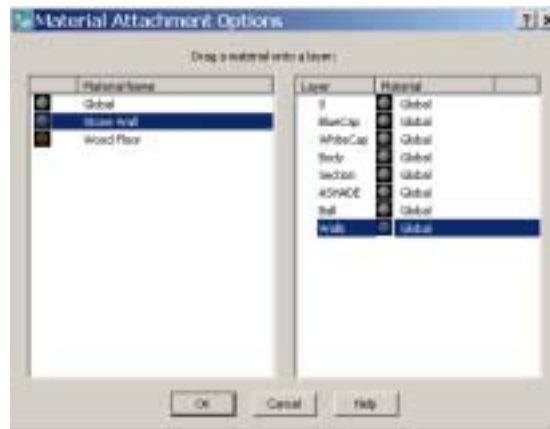 Material Attachment Options
Drag a material onto a layer:
Material Name
Global
Stone Wall
Wood Floor
Layer Material
0 Global
BlueCap Global
WhiteCap Global
Body Global
Section Global
ASHADE Global
Ball Global
Walls Global
OK Cancel Help